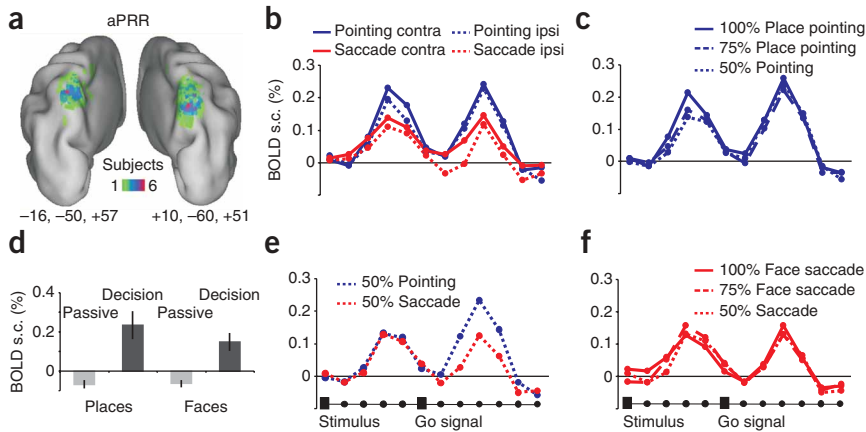 a
aPRR
Subjects
1 6
–16, –50, +57
+10, –60, +51
b
Pointing contra
Pointing ipsi
Saccade contra
Saccade ipsi
BOLD s.c. (%)
0.3
0.2
0.1
0
c
100% Place pointing
75% Place pointing
50% Pointing
0.3
0.2
0.1
0
d
BOLD s.c. (%)
0.4
0.2
0
Passive
Decision
Passive
Decision
Places
Faces
e
50% Pointing
50% Saccade
0.3
0.2
0.1
0
Stimulus
Go signal
f
100% Face saccade
75% Face saccade
50% Saccade
0.3
0.2
0.1
0
Stimulus
Go signal